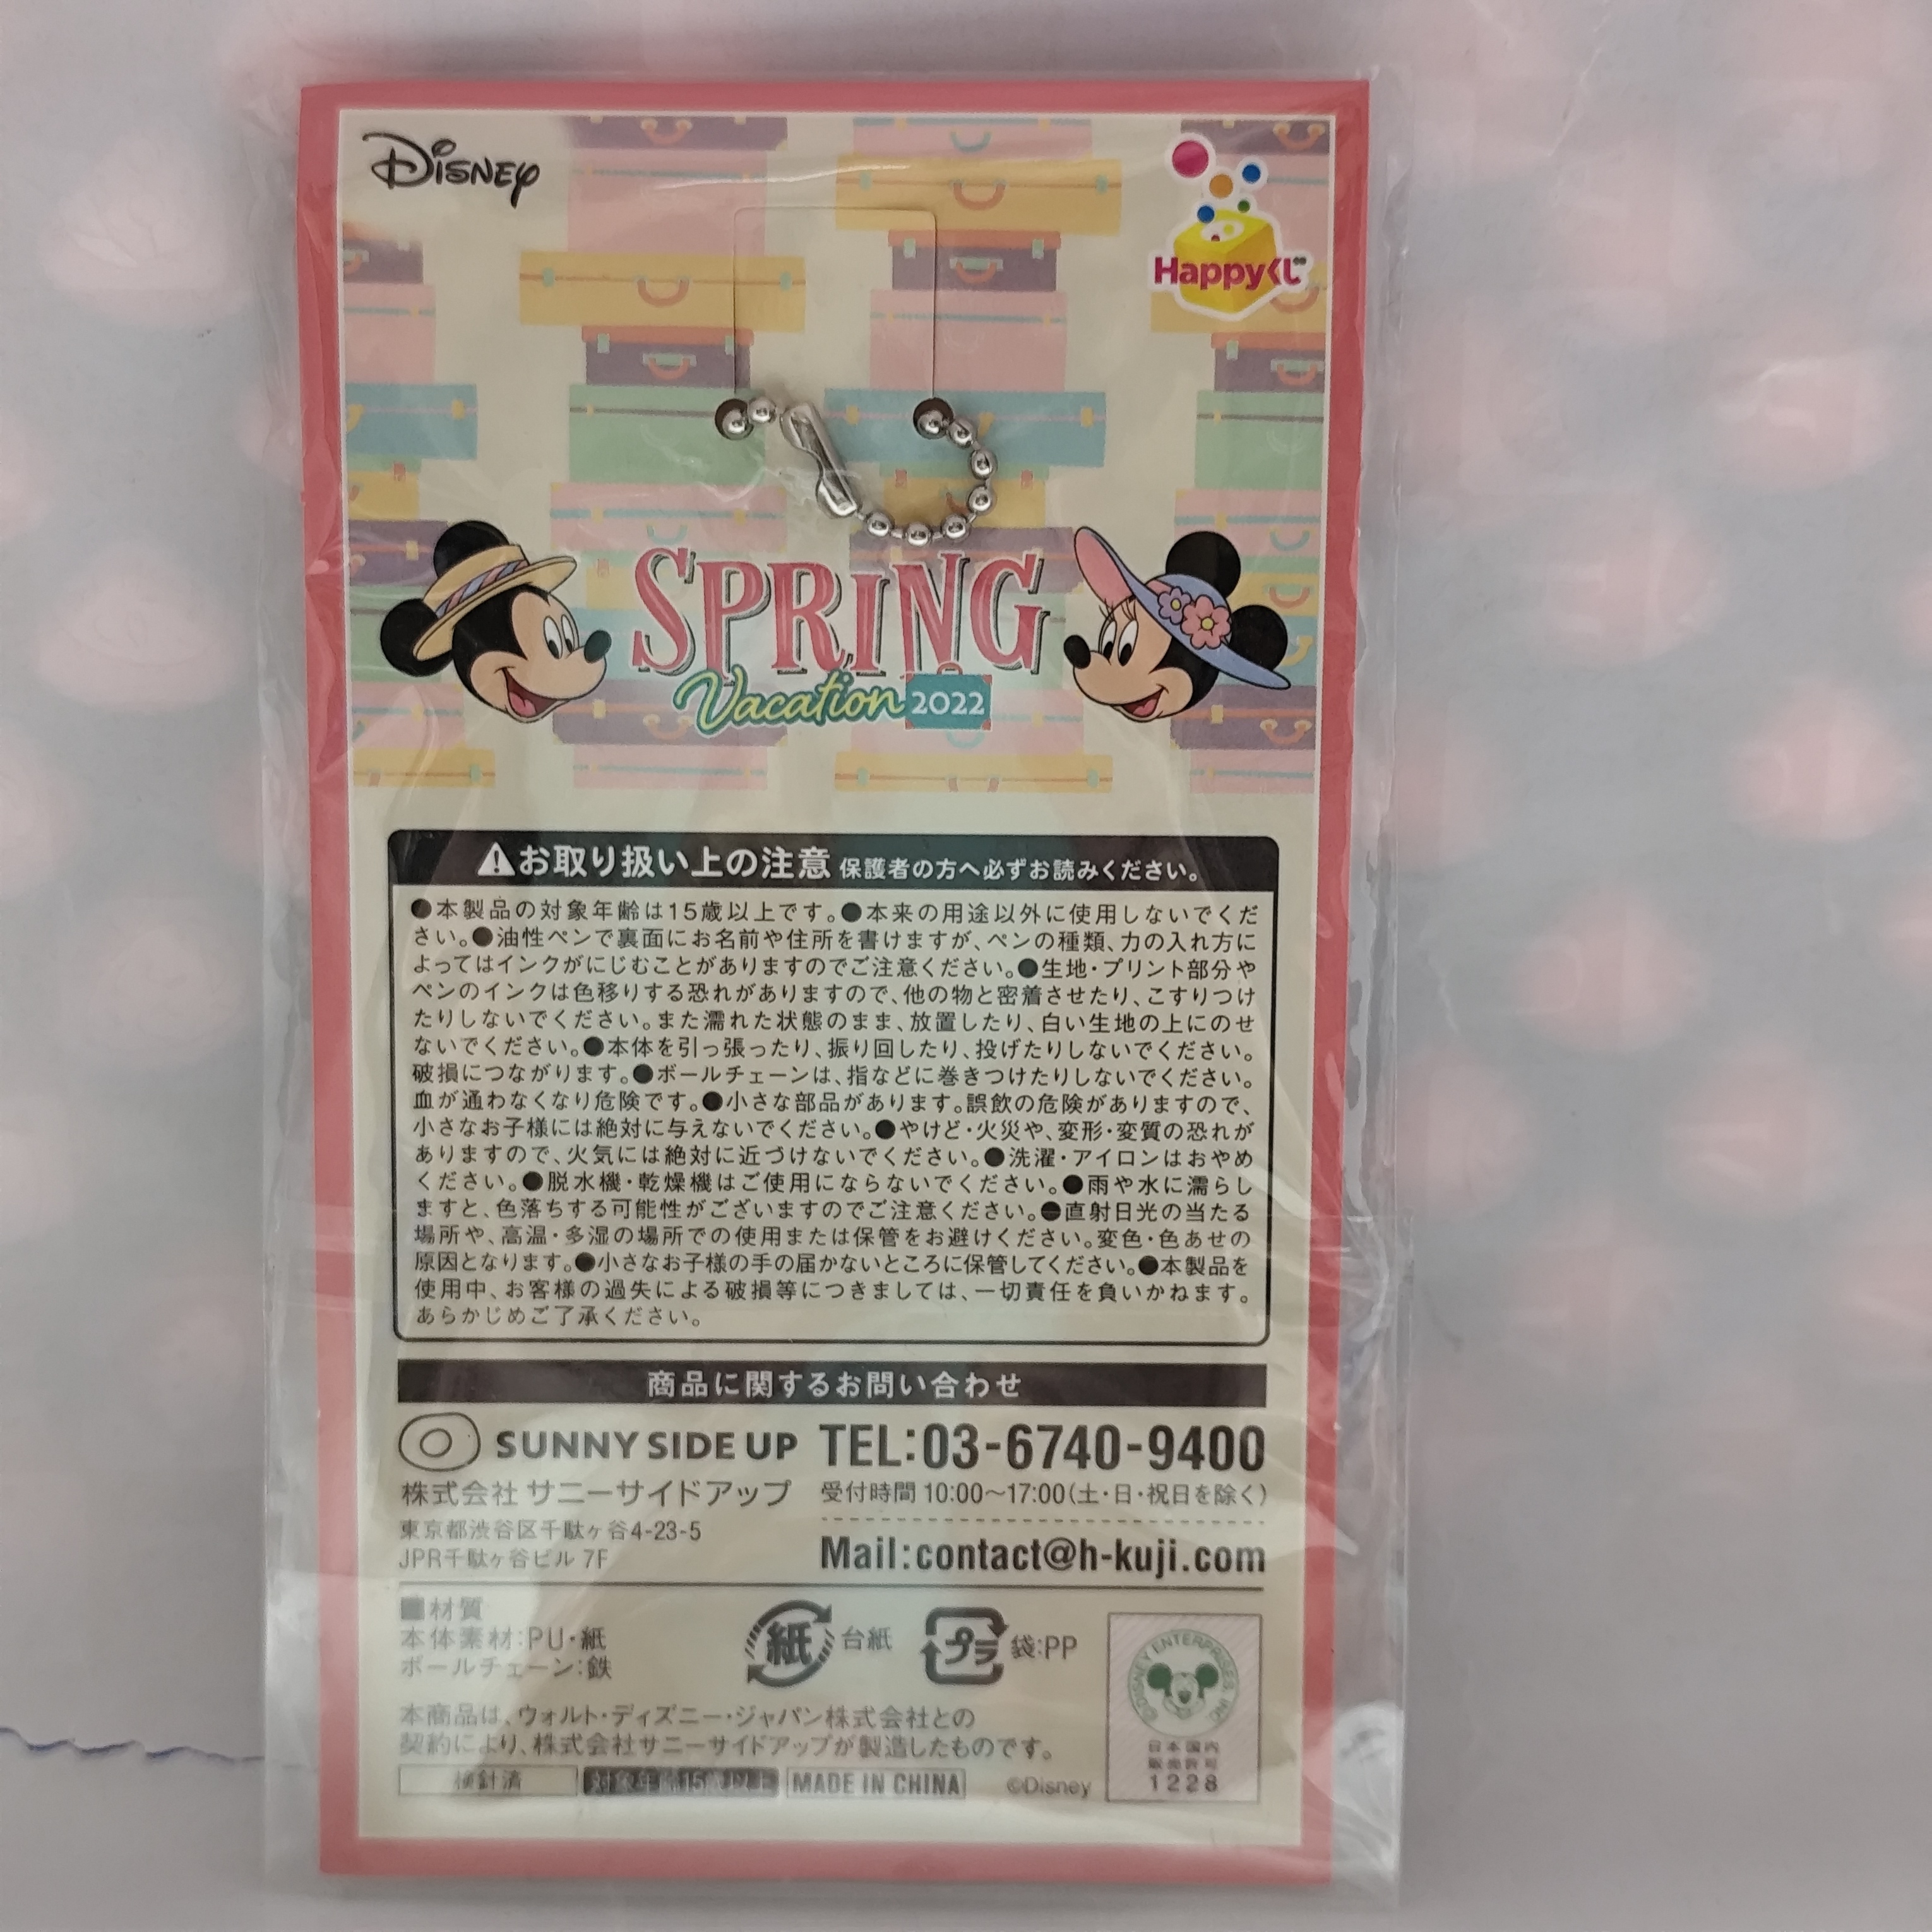 Disney
Happyくじ
SPRING
Vacation 2022
お取り扱い上の注意 保護者の方へ必ずお読みください。
●本製品の対象年齢は15歳以上です。●本来の用途以外に使用しないでくだ
さい。●油性ペンで裏面にお名前や住所を書けますが、ペンの種類、力の入れ方に
よってはインクがにじむことがありますのでご注意ください。●生地・プリント部分や
ペンのインクは色移りする恐れがありますので、他の物と密着させたり、こすりつけ
たりしないでください。また濡れた状態のまま、放置したり、白い生地の上にのせ
ないでください。●本体を引っ張ったり、振り回したり、投げたりしないでください。
破損につながります。●ボールチェーンは、指などに巻きつけたりしないでください。
血が通わなくなり危険です。●小さな部品があります。誤飲の危険がありますので、
小さなお子様には絶対に与えないでください。●やけど・火災や、変形・変質の恐れが
ありますので、火気には絶対に近づけないでください。●洗濯・アイロンはおやめ
ください。●脱水機・乾燥機はご使用にならないでください。●雨や水に濡らし
ますと、色落ちする可能性がございますのでご注意ください。●直射日光の当たる
場所や、高温・多湿の場所での使用または保管をお避けください。変色・色あせの
原因となります。●小さなお子様の手の届かないところに保管してください。●本製品を
使用中、お客様の過失による破損等につきましては、一切責任を負いかねます。
あらかじめご了承ください。
商品に関するお問い合わせ
SUNNY SIDE UP
株式会社 サニーサイドアップ
東京都渋谷区千駄ヶ谷4-23-5
JPR千駄ヶ谷ビル 7F
TEL:03-6740-9400
受付時間 10:00〜17:00(土・日・祝日を除く)
Mail:contact@h-kuji.com
■材質
本体素材:PU・紙
ボールチェーン:鉄
紙 台紙
プラ 袋:PP
本商品は、ウォルト・ディズニー・ジャパン株式会社との
契約により、株式会社サニーサイドアップが製造したものです。
検針済 対象年齢15歳以上 MADE IN CHINA ©Disney
©DISNEY ENTERPRISES, INC.
日本国内
販売許可
1228